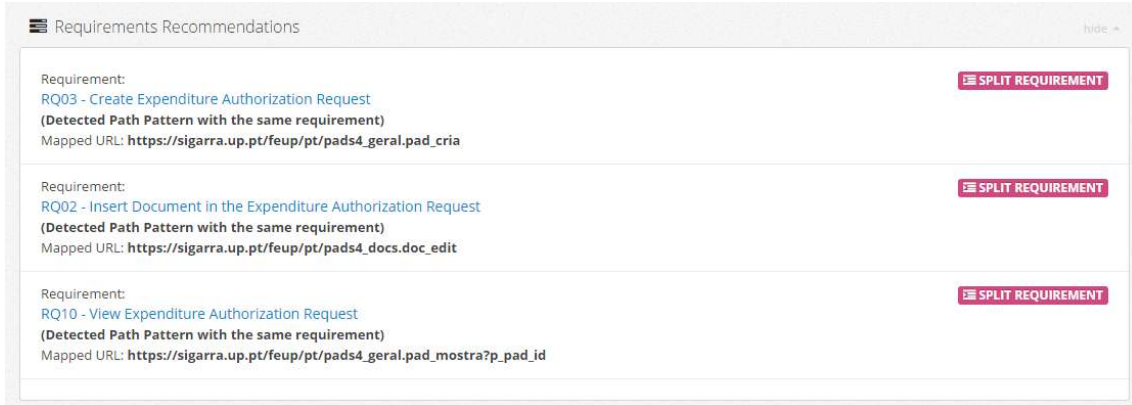 Requirements Recommendations
hide
Requirement:
SPLIT REQUIREMENT
RQ03 - Create Expenditure Authorization Request
(Detected Path Pattern with the same requirement)
Mapped URL: https://sigarra.up.pt/feup/pt/pads4_geral.pad_cria
Requirement:
SPLIT REQUIREMENT
RQ02 - Insert Document in the Expenditure Authorization Request
(Detected Path Pattern with the same requirement)
Mapped URL: https://sigarra.up.pt/feup/pt/pads4_docs.doc_edit
Requirement:
SPLIT REQUIREMENT
RQ10 - View Expenditure Authorization Request
(Detected Path Pattern with the same requirement)
Mapped URL: https://sigarra.up.pt/feup/pt/pads4_geral.pad_mostra?p_pad_id